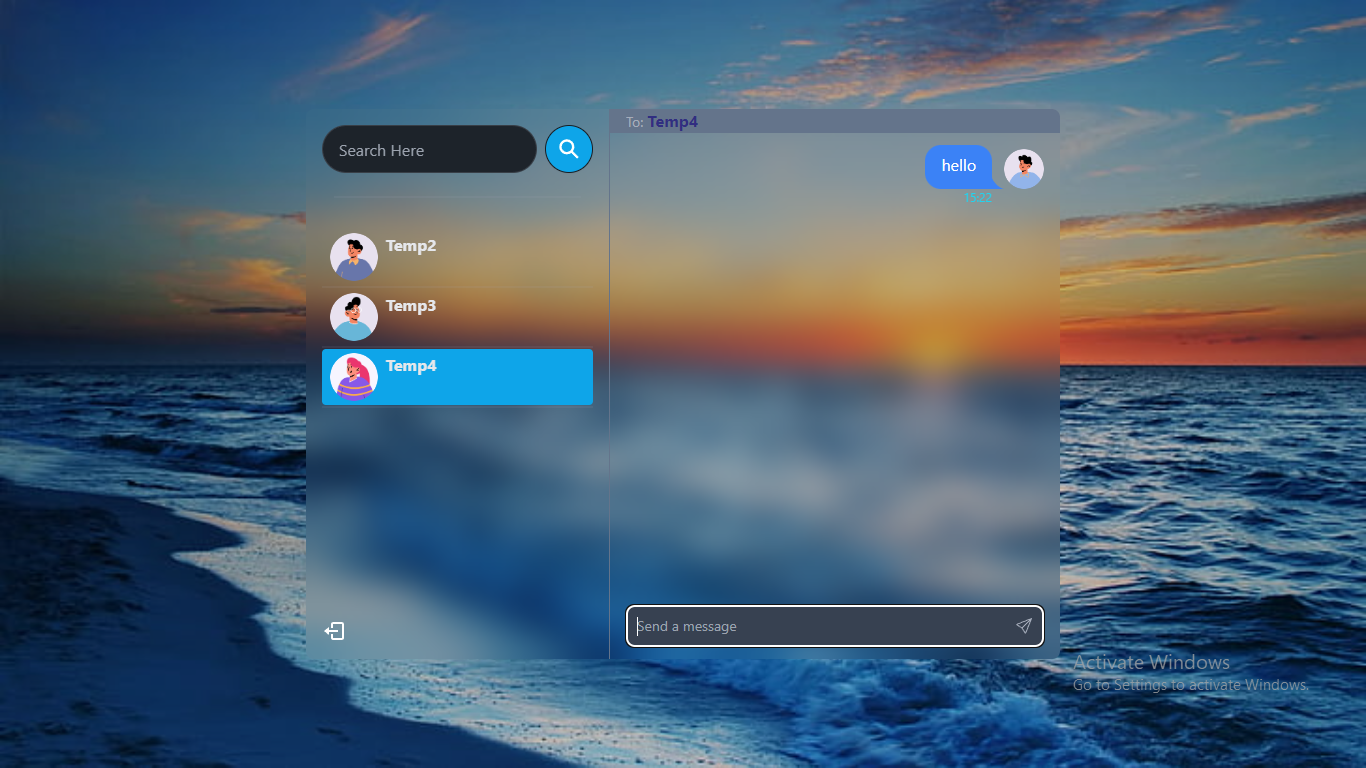 Search Here
Temp2
Temp3
Temp4
To: Temp4
hello
15:22
Send a message
Activate Windows
Go to Settings to activate Windows.